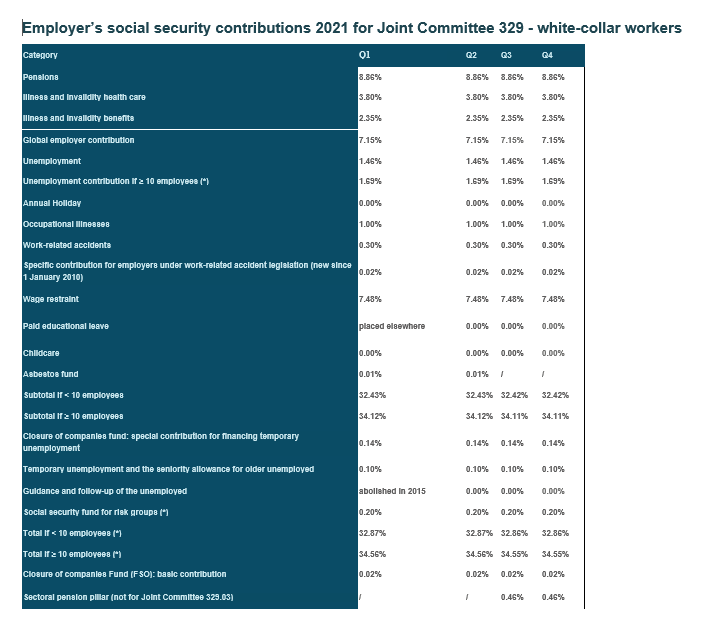 Employer's social security contributions 2021 for Joint Committee 329 - white-collar workers
Category Q1 Q2 Q3 Q4
Pensions 8.86% 8.86% 8.86% 8.86%
Illness and invalidity health care 3.80% 3.80% 3.80% 3.80%
Illness and invalidity benefits 2.35% 2.35% 2.35% 2.35%
Global employer contribution 7.15% 7.15% 7.15% 7.15%
Unemployment 1.46% 1.46% 1.46% 1.46%
Unemployment contribution if ≥ 10 employees (*) 1.69% 1.69% 1.69% 1.69%
Annual Holiday 0.00% 0.00% 0.00% 0.00%
Occupational illnesses 1.00% 1.00% 1.00% 1.00%
Work-related accidents 0.30% 0.30% 0.30% 0.30%
Specific contribution for employers under work-related accident legislation (new since
1 January 2010) 0.02% 0.02% 0.02% 0.02%
Wage restraint 7.48% 7.48% 7.48% 7.48%
Paid educational leave placed elsewhere 0.00% 0.00% 0.00%
Childcare 0.00% 0.00% 0.00% 0.00%
Asbestos fund 0.01% 0.01% / /
Subtotal if < 10 employees 32.43% 32.43% 32.42% 32.42%
Subtotal if ≥ 10 employees 34.12% 34.12% 34.11% 34.11%
Closure of companies fund: special contribution for financing temporary
unemployment 0.14% 0.14% 0.14% 0.14%
Temporary unemployment and the seniority allowance for older unemployed 0.10% 0.10% 0.10% 0.10%
Guidance and follow-up of the unemployed abolished in 2015 0.00% 0.00% 0.00%
Social security fund for risk groups (*) 0.20% 0.20% 0.20% 0.20%
Total if < 10 employees (*) 32.87% 32.87% 32.86% 32.86%
Total if ≥ 10 employees (*) 34.56% 34.56% 34.55% 34.55%
Closure of companies Fund (FSO): basic contribution 0.02% 0.02% 0.02% 0.02%
Sectoral pension pillar (not for Joint Committee 329.03) / / 0.46% 0.46%